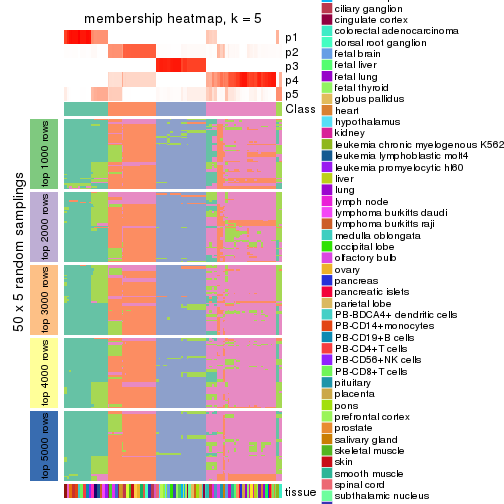 membership heatmap, k = 5
p1
p2
p3
p4
p5
Class
50 x 5 random samplings
top 1000 rows
top 2000 rows
top 3000 rows
top 4000 rows
top 5000 rows
tissue
ciliary ganglion
cingulate cortex
colorectal adenocarcinoma
dorsal root ganglion
fetal brain
fetal liver
fetal lung
fetal thyroid
globus pallidus
heart
hypothalamus
kidney
leukemia chronic myelogenous K562
leukemia lymphoblastic molt4
leukemia promyelocytic hl60
liver
lung
lymph node
lymphoma burkitts daudi
lymphoma burkitts raji
medulla oblongata
occipital lobe
olfactory bulb
ovary
pancreas
pancreatic islets
parietal lobe
PB-BDCA4+ dendritic cells
PB-CD14+monocytes
PB-CD19+B cells
PB-CD4+T cells
PB-CD56+NK cells
PB-CD8+T cells
pituitary
placenta
pons
prefrontal cortex
prostate
salivary gland
skeletal muscle
skin
smooth muscle
spinal cord
subthalamic nucleus